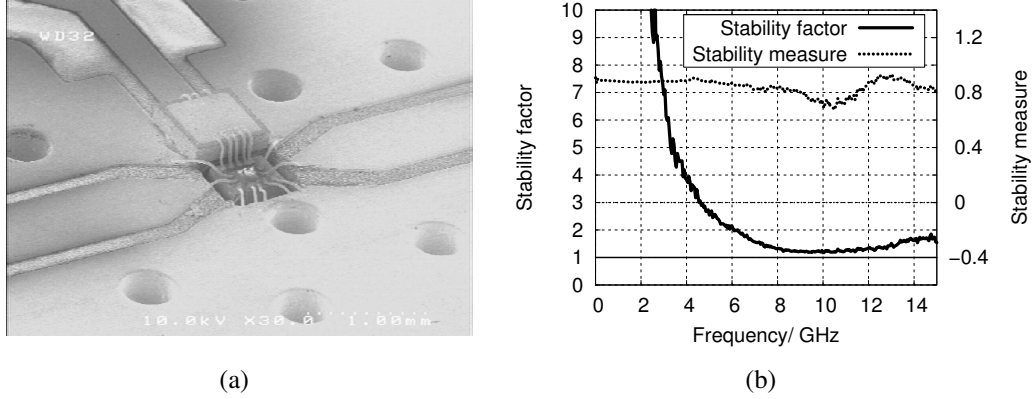 WD32
10.0kV X30.0 1.00mm
(a)
Stability factor
Stability measure
10
9
8
7
6
5
4
3
2
1
0
1.2
0.8
0.4
0
−0.4
Stability factor
Stability measure
0 2 4 6 8 10 12 14
Frequency/ GHz
(b)